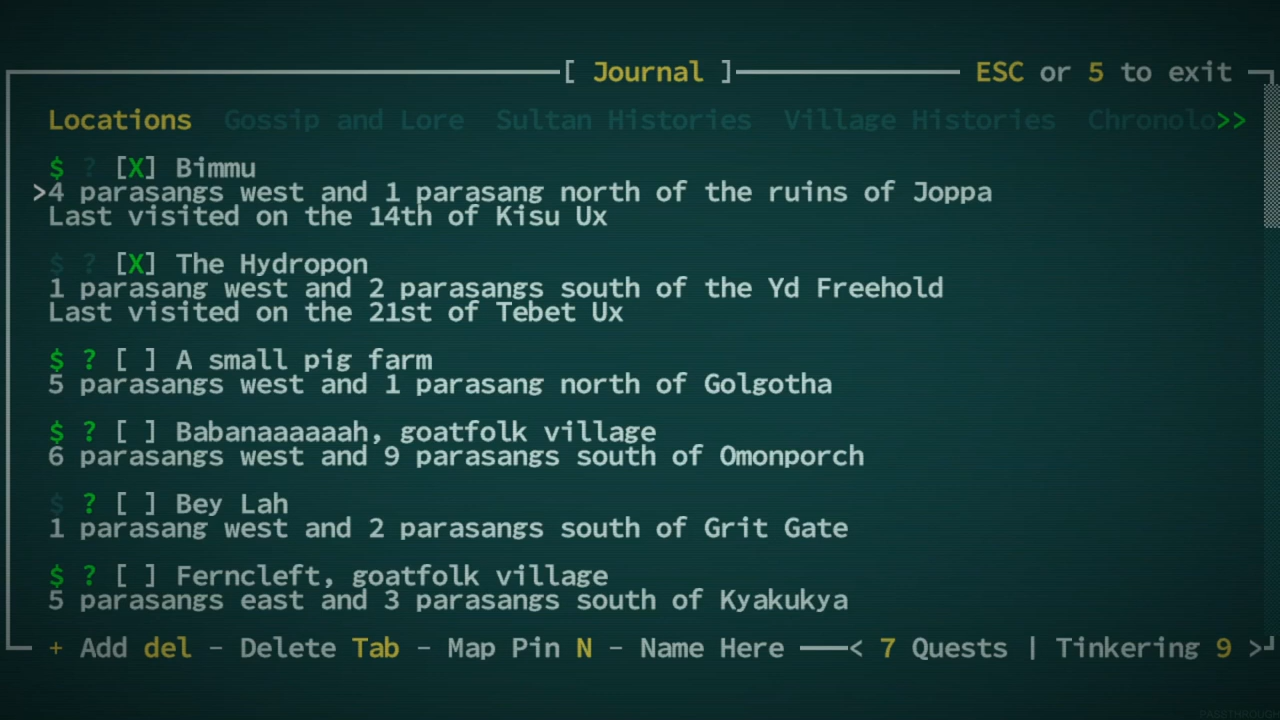 [ Journal ] ESC or 5 to exit
Locations Gossip and Lore Sultan Histories Village Histories Chronolo>>
$ ? [X] Bimmu
>4 parasangs west and 1 parasang north of the ruins of Joppa
Last visited on the 14th of Kisu Ux
$ ? [X] The Hydropon
1 parasang west and 2 parasangs south of the Yd Freehold
Last visited on the 21st of Tebet Ux
$ ? [ ] A small pig farm
5 parasangs west and 1 parasang north of Golgotha
$ ? [ ] Babanaaaaaah, goatfolk village
6 parasangs west and 9 parasangs south of Omonporch
$ ? [ ] Bey Lah
1 parasang west and 2 parasangs south of Grit Gate
$ ? [ ] Ferncleft, goatfolk village
5 parasangs east and 3 parasangs south of Kyakukya
+ Add del - Delete Tab - Map Pin N - Name Here < 7 Quests | Tinkering 9 >